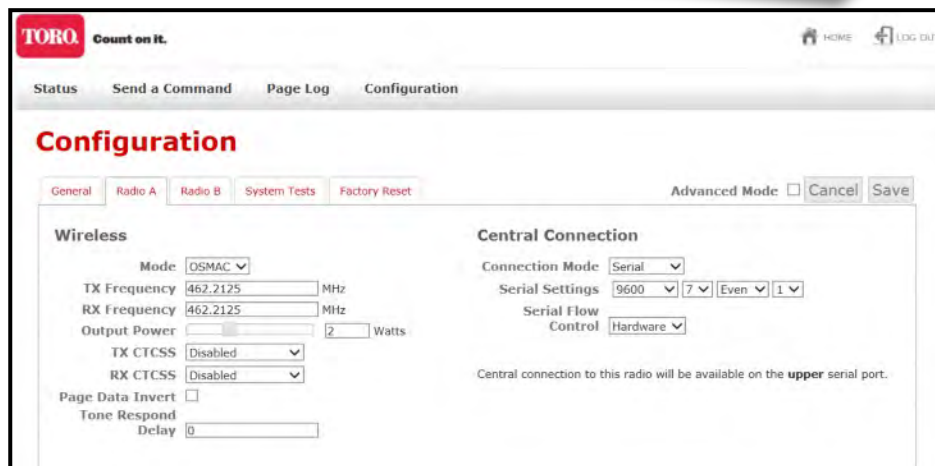 TORO. Count on it.
HOME LOG OU
Status Send a Command Page Log Configuration
Configuration
General Radio A Radio B System Tests Factory Reset
Advanced Mode Cancel Save
Wireless
Mode OSMAC
TX Frequency 462.2125 MHz
RX Frequency 462.2125 MHz
Output Power 2 Watts
TX CTCSS Disabled
RX CTCSS Disabled
Page Data Invert
Tone Respond
Delay 0
Central Connection
Connection Mode Serial
Serial Settings 9600 7 Even 1
Serial Flow
Control Hardware
Central connection to this radio will be available on the upper serial port.